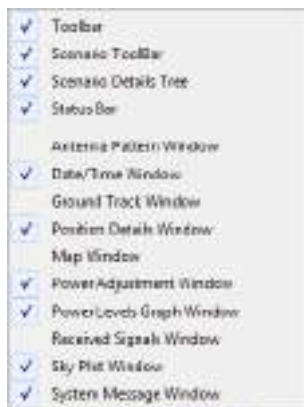 Toolbar
Scenario ToolBar
Scenario Details Tree
Status Bar
Antenna Pattern Window
Date/Time Window
Ground Track Window
Position Details Window
Map Window
Power Adjustment Window
Power Levels Graph Window
Received Signals Window
Sky Plot Window
System Message Window